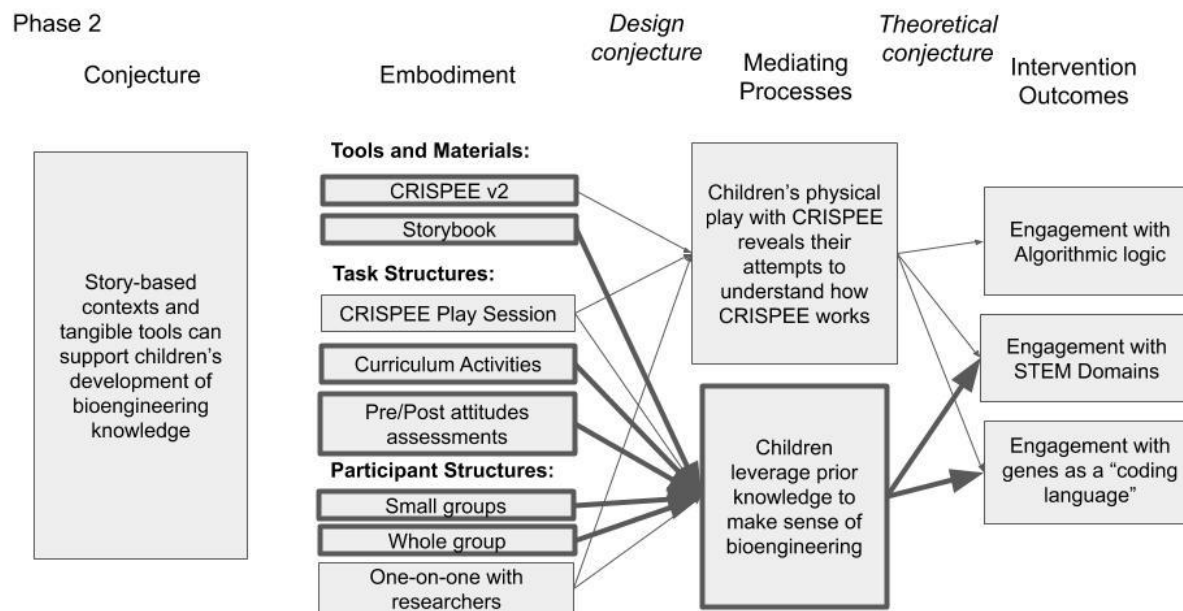 Phase 2
Conjecture
Embodiment
Design
conjecture
Mediating
Processes
Theoretical
conjecture
Intervention
Outcomes
Story-based
contexts and
tangible tools can
support children's
development of
bioengineering
knowledge
Tools and Materials:
CRISPEE v2
Storybook
Task Structures:
CRISPEE Play Session
Curriculum Activities
Pre/Post attitudes
assessments
Participant Structures:
Small groups
Whole group
One-on-one with
researchers
Children's physical
play with CRISPEE
reveals their
attempts to
understand how
CRISPEE works
Children
leverage prior
knowledge to
make sense of
bioengineering
Engagement with
Algorithmic logic
Engagement with
STEM Domains
Engagement with
genes as a "coding
language"